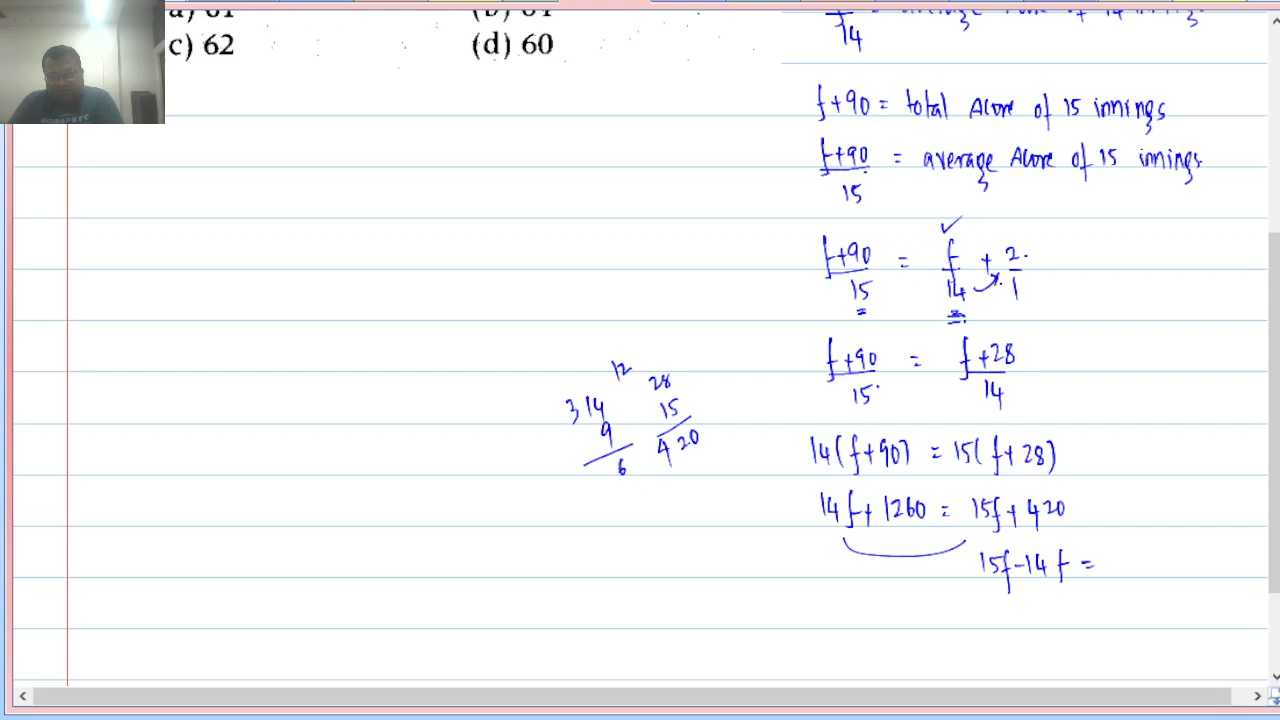 c) 62 (d) 60
14
f+90 = total score of 15 innings
f+90 = average score of 15 innings
15
f+90 = f + 2
15 14 1
f+90 = f+28
15 14
12 28
3 14 15
9 420
6
14(f+90) = 15(f+28)
14f+1260 = 15f+420
15f-14f =